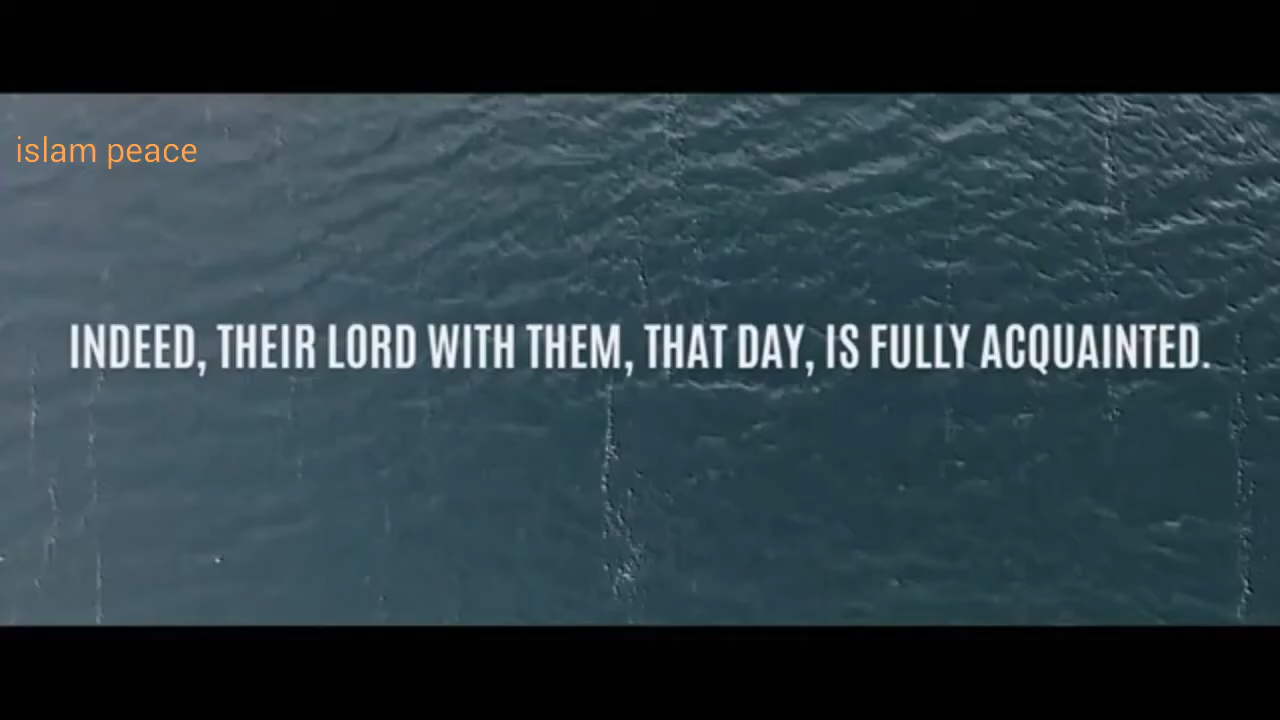 islam peace
INDEED, THEIR LORD WITH THEM, THAT DAY, IS FULLY ACQUAINTED.